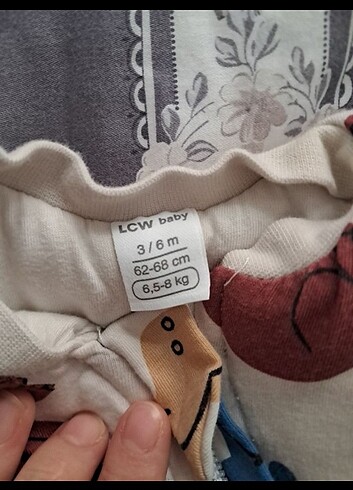 LCW baby
3 / 6 m
62-68 cm
6,5-8 kg